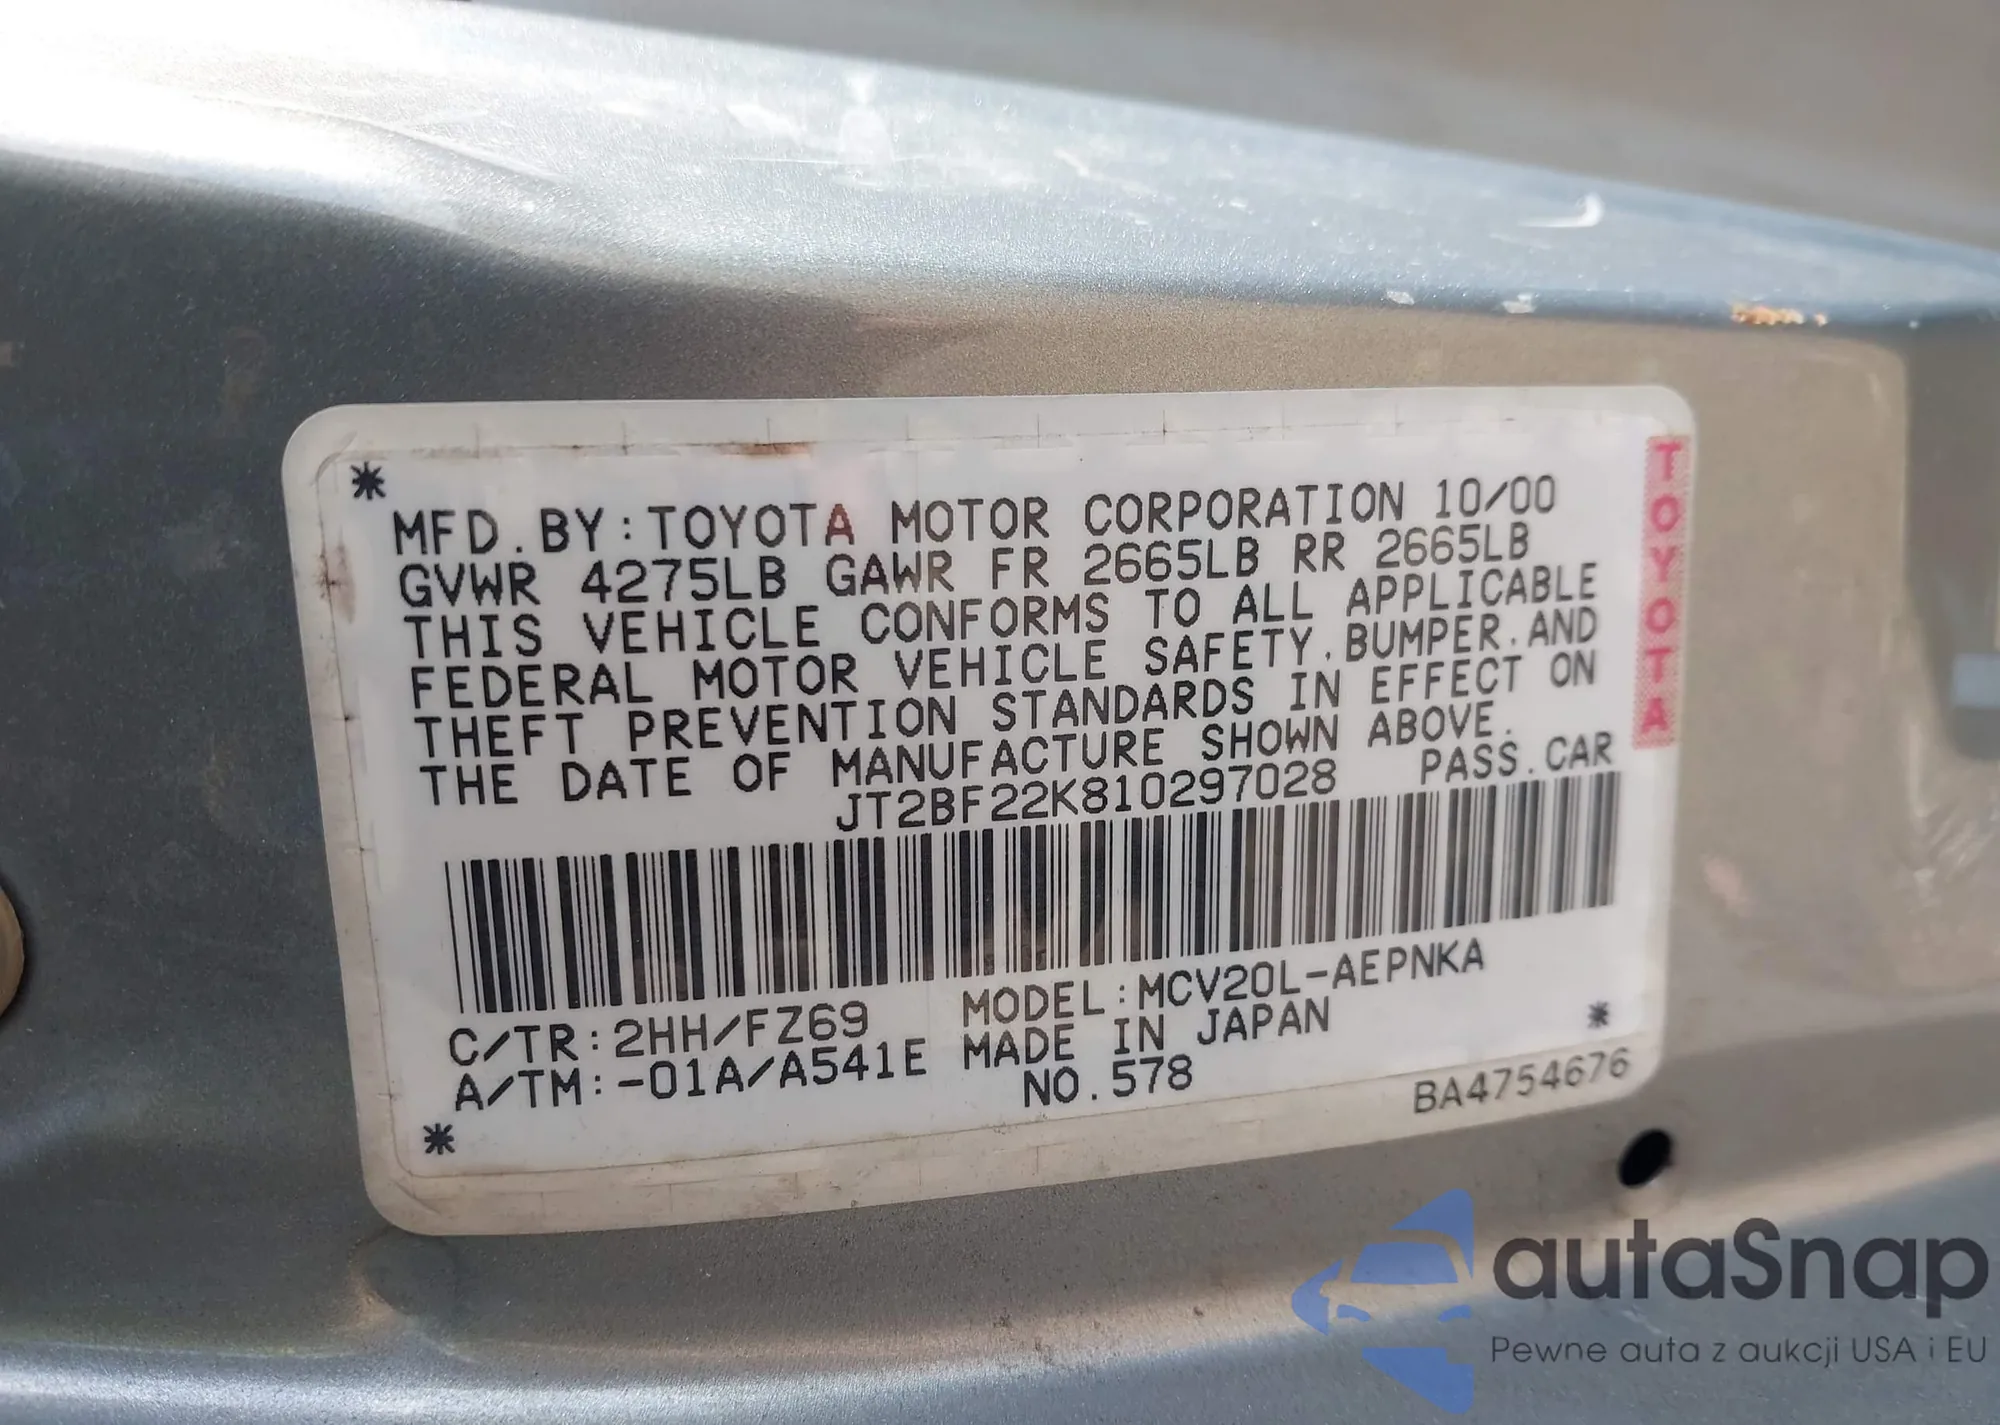 *
MFD. BY: TOYOTA MOTOR CORPORATION 10/00
GVWR 4275LB GAWR FR 2665LB RR 2665LB
THIS VEHICLE CONFORMS TO ALL APPLICABLE
FEDERAL MOTOR VEHICLE SAFETY, BUMPER, AND
THEFT PREVENTION STANDARDS IN EFFECT ON
THE DATE OF MANUFACTURE SHOWN ABOVE.
JT2BF22K810297028 PASS. CAR
C/TR: 2HH/FZ69 MODEL: MCV20L-AEPNKA
A/TM: -01A/A541E MADE IN JAPAN *
NO. 578 BA4754676
*
TOYOTA
autaSnap
Pewne auta z aukcji USA i EU